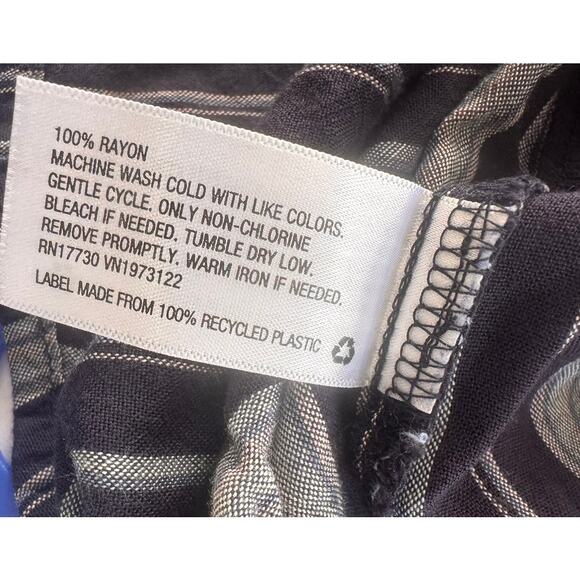 100% RAYON
MACHINE WASH COLD WITH LIKE COLORS.
GENTLE CYCLE. ONLY NON-CHLORINE
BLEACH IF NEEDED. TUMBLE DRY LOW.
REMOVE PROMPTLY. WARM IRON IF NEEDED.
RN17730 VN1973122
LABEL MADE FROM 100% RECYCLED PLASTIC